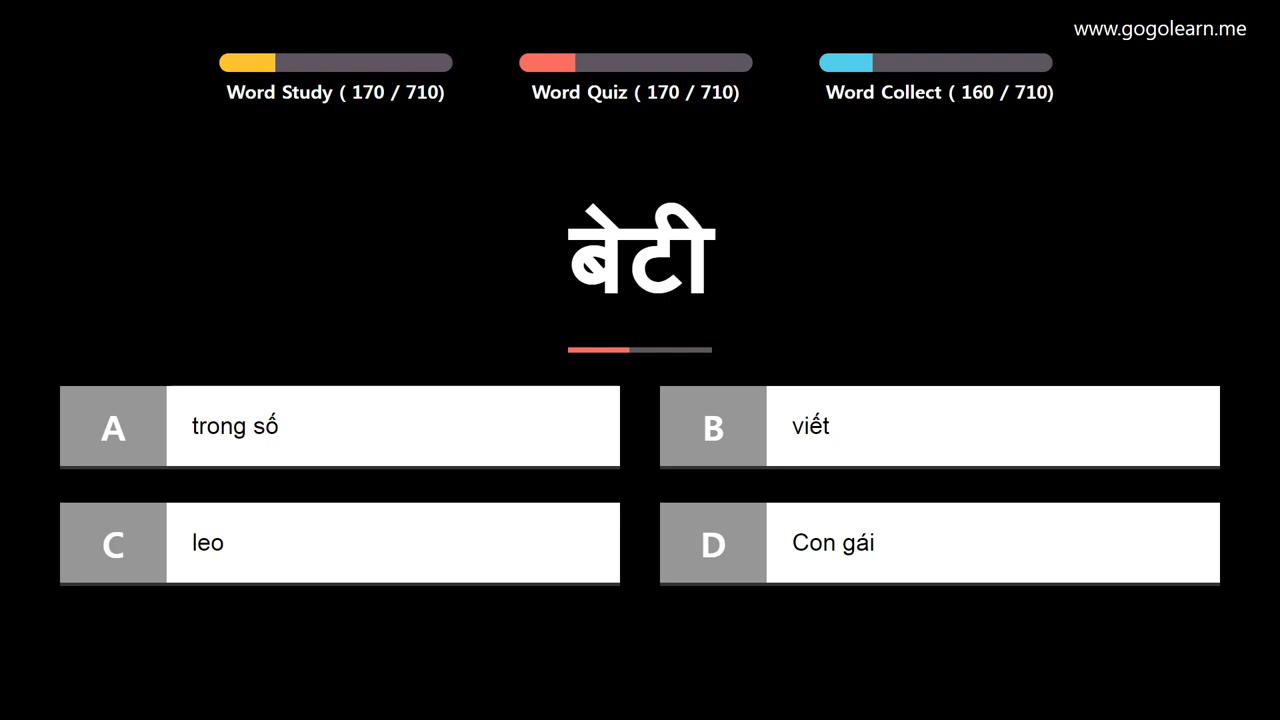 www.gogolearn.me
Word Study ( 170 / 710)
Word Quiz ( 170 / 710)
Word Collect ( 160 / 710)
बेटी
A trong số
B viết
C leo
D Con gái